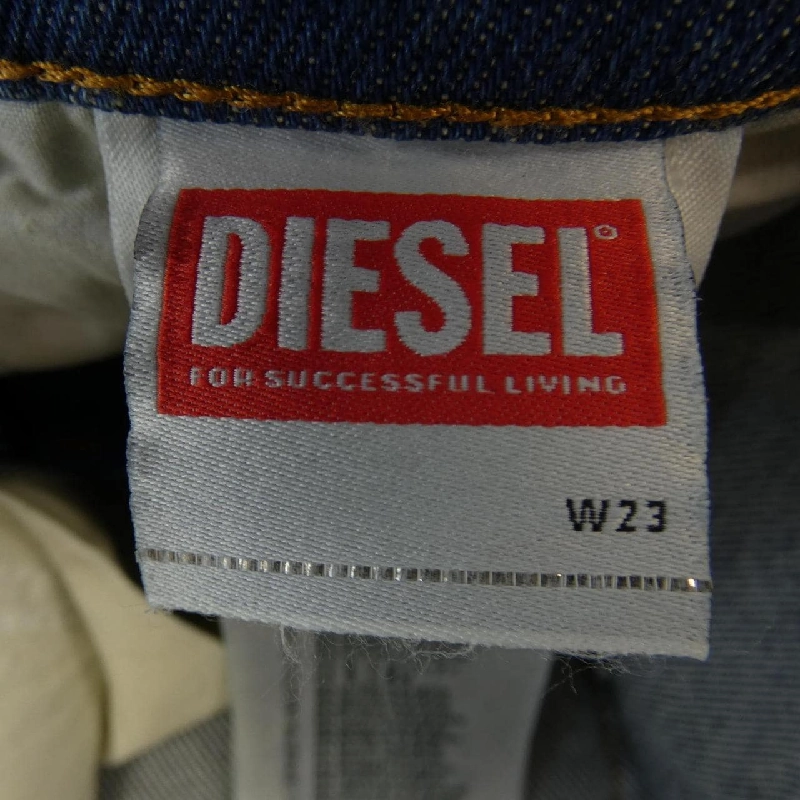 DIESEL
FOR SUCCESSFUL LIVING
W23